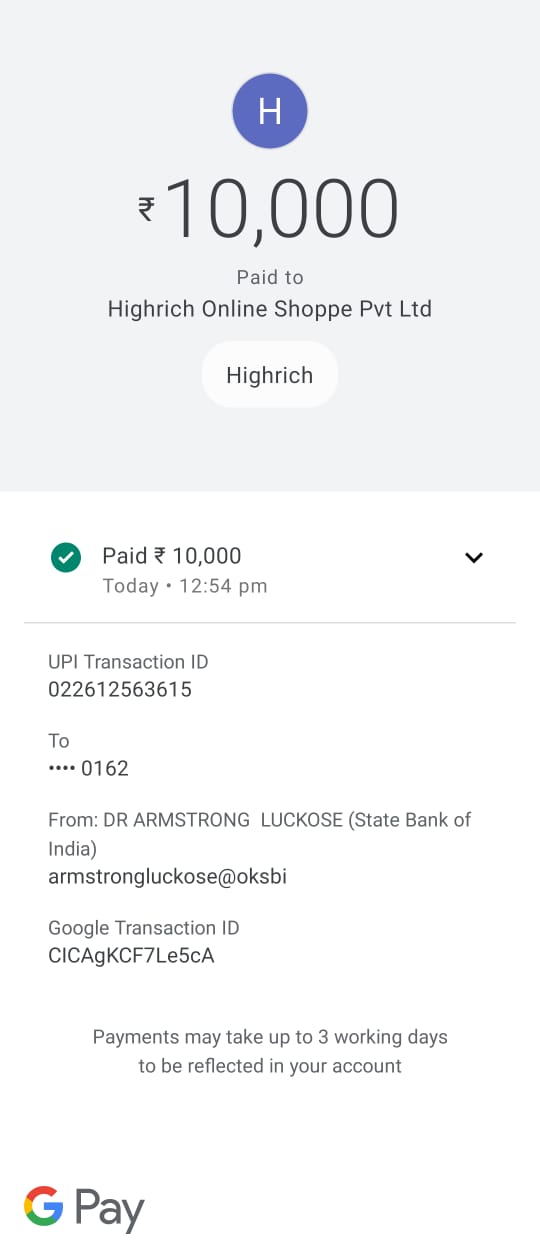 H
₹10,000
Paid to
Highrich Online Shoppe Pvt Ltd
Highrich
Paid ₹ 10,000
Today • 12:54 pm
UPI Transaction ID
022612563615
To
•••• 0162
From: DR ARMSTRONG  LUCKOSE (State Bank of
India)
armstrongluckose@oksbi
Google Transaction ID
CICAgKCF7Le5cA
Payments may take up to 3 working days
to be reflected in your account
G Pay